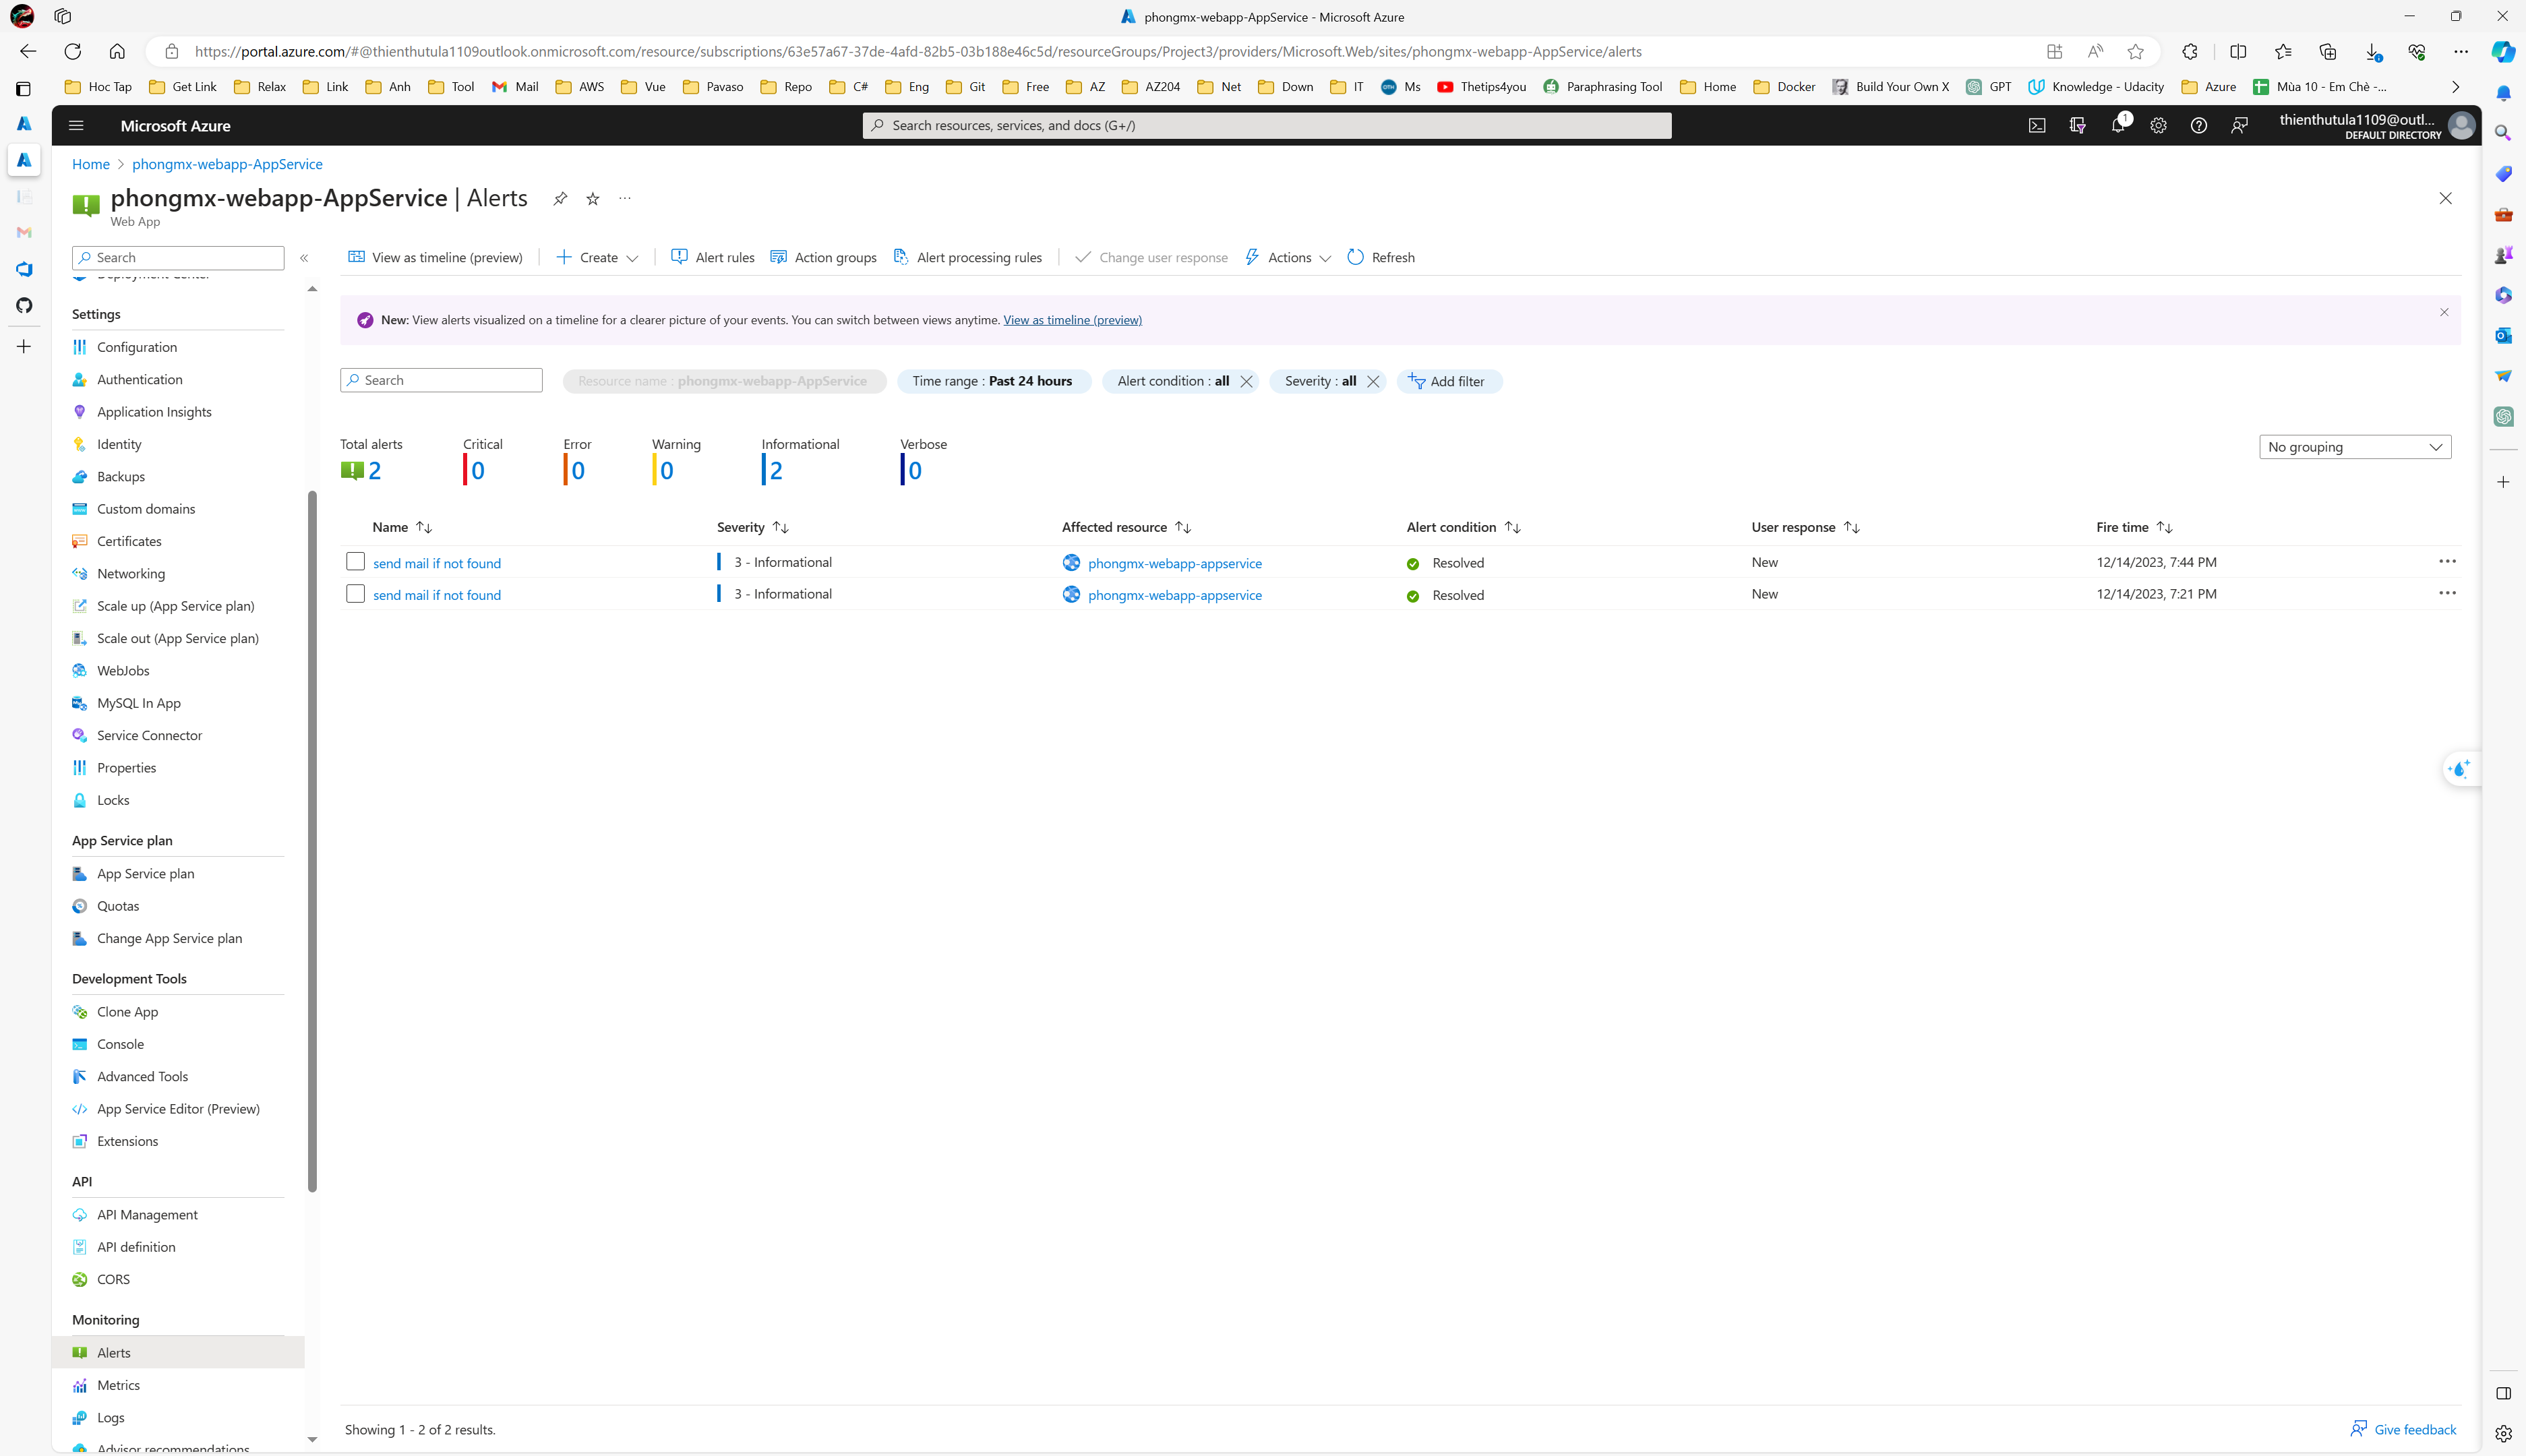 phongmx-webapp-AppService - Microsoft Azure
https://portal.azure.com/#@thienthutula1109outlook.onmicrosoft.com/resource/subscriptions/63e57a67-37de-4afd-82b5-03b188e46c5d/resourceGroups/Project3/providers/Microsoft.Web/sites/phongmx-webapp-AppService/alerts
Hoc Tap Get Link Relax Link Anh Tool Mail AWS Vue Pavaso Repo C# Eng Git Free AZ AZ204 Net Down IT Ms Thetips4you Paraphrasing Tool Home Docker Build Your Own X GPT Knowledge - Udacity Azure Mùa 10 - Em Chè -...
Microsoft Azure
Search resources, services, and docs (G+/)
1
thienthutula1109@outl...
DEFAULT DIRECTORY
Home > phongmx-webapp-AppService
phongmx-webapp-AppService | Alerts
Web App
Search
View as timeline (preview) Create Alert rules Action groups Alert processing rules Change user response Actions Refresh
Deployment Center
Settings
Configuration
Authentication
Application Insights
Identity
Backups
Custom domains
Certificates
Networking
Scale up (App Service plan)
Scale out (App Service plan)
WebJobs
MySQL In App
Service Connector
Properties
Locks
App Service plan
App Service plan
Quotas
Change App Service plan
Development Tools
Clone App
Console
Advanced Tools
App Service Editor (Preview)
Extensions
API
API Management
API definition
CORS
Monitoring
Alerts
Metrics
Logs
Advisor recommendations
New: View alerts visualized on a timeline for a clearer picture of your events. You can switch between views anytime. View as timeline (preview)
Search
Resource name : phongmx-webapp-AppService
Time range : Past 24 hours
Alert condition : all
Severity : all
Add filter
Total alerts Critical Error Warning Informational Verbose
2 0 0 0 2 0
No grouping
Name Severity Affected resource Alert condition User response Fire time
send mail if not found 3 - Informational phongmx-webapp-appservice Resolved New 12/14/2023, 7:44 PM
send mail if not found 3 - Informational phongmx-webapp-appservice Resolved New 12/14/2023, 7:21 PM
Showing 1 - 2 of 2 results.
Give feedback